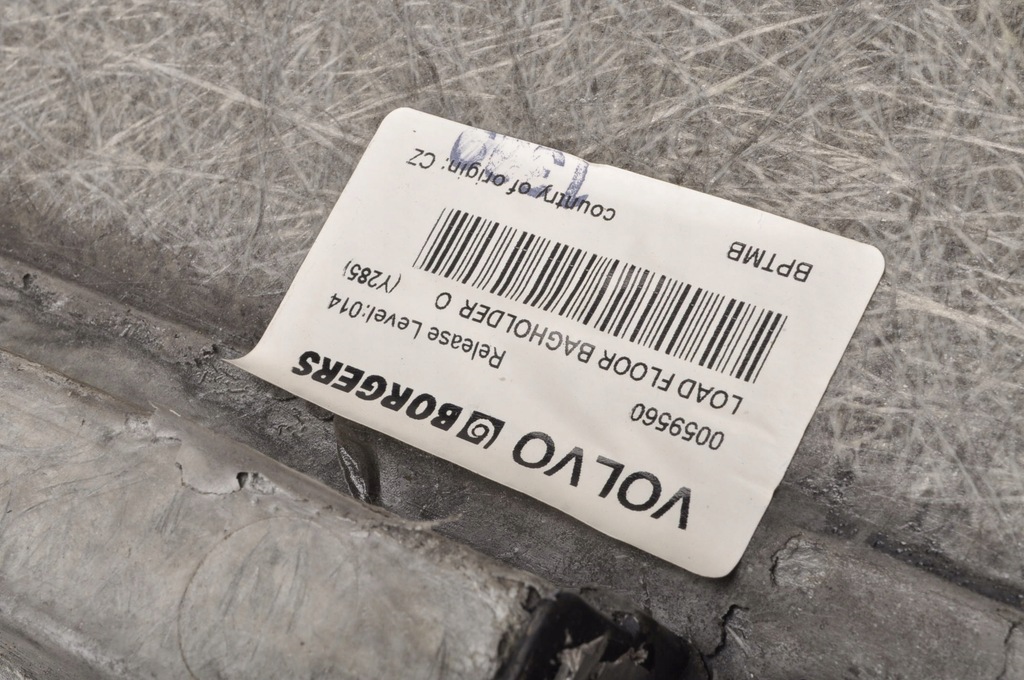 VOLVO BORGERS
0059560 Release Level:014
LOAD FLOOR BAGHOLDER O (Y285)
BPTMB country of origin: CZ